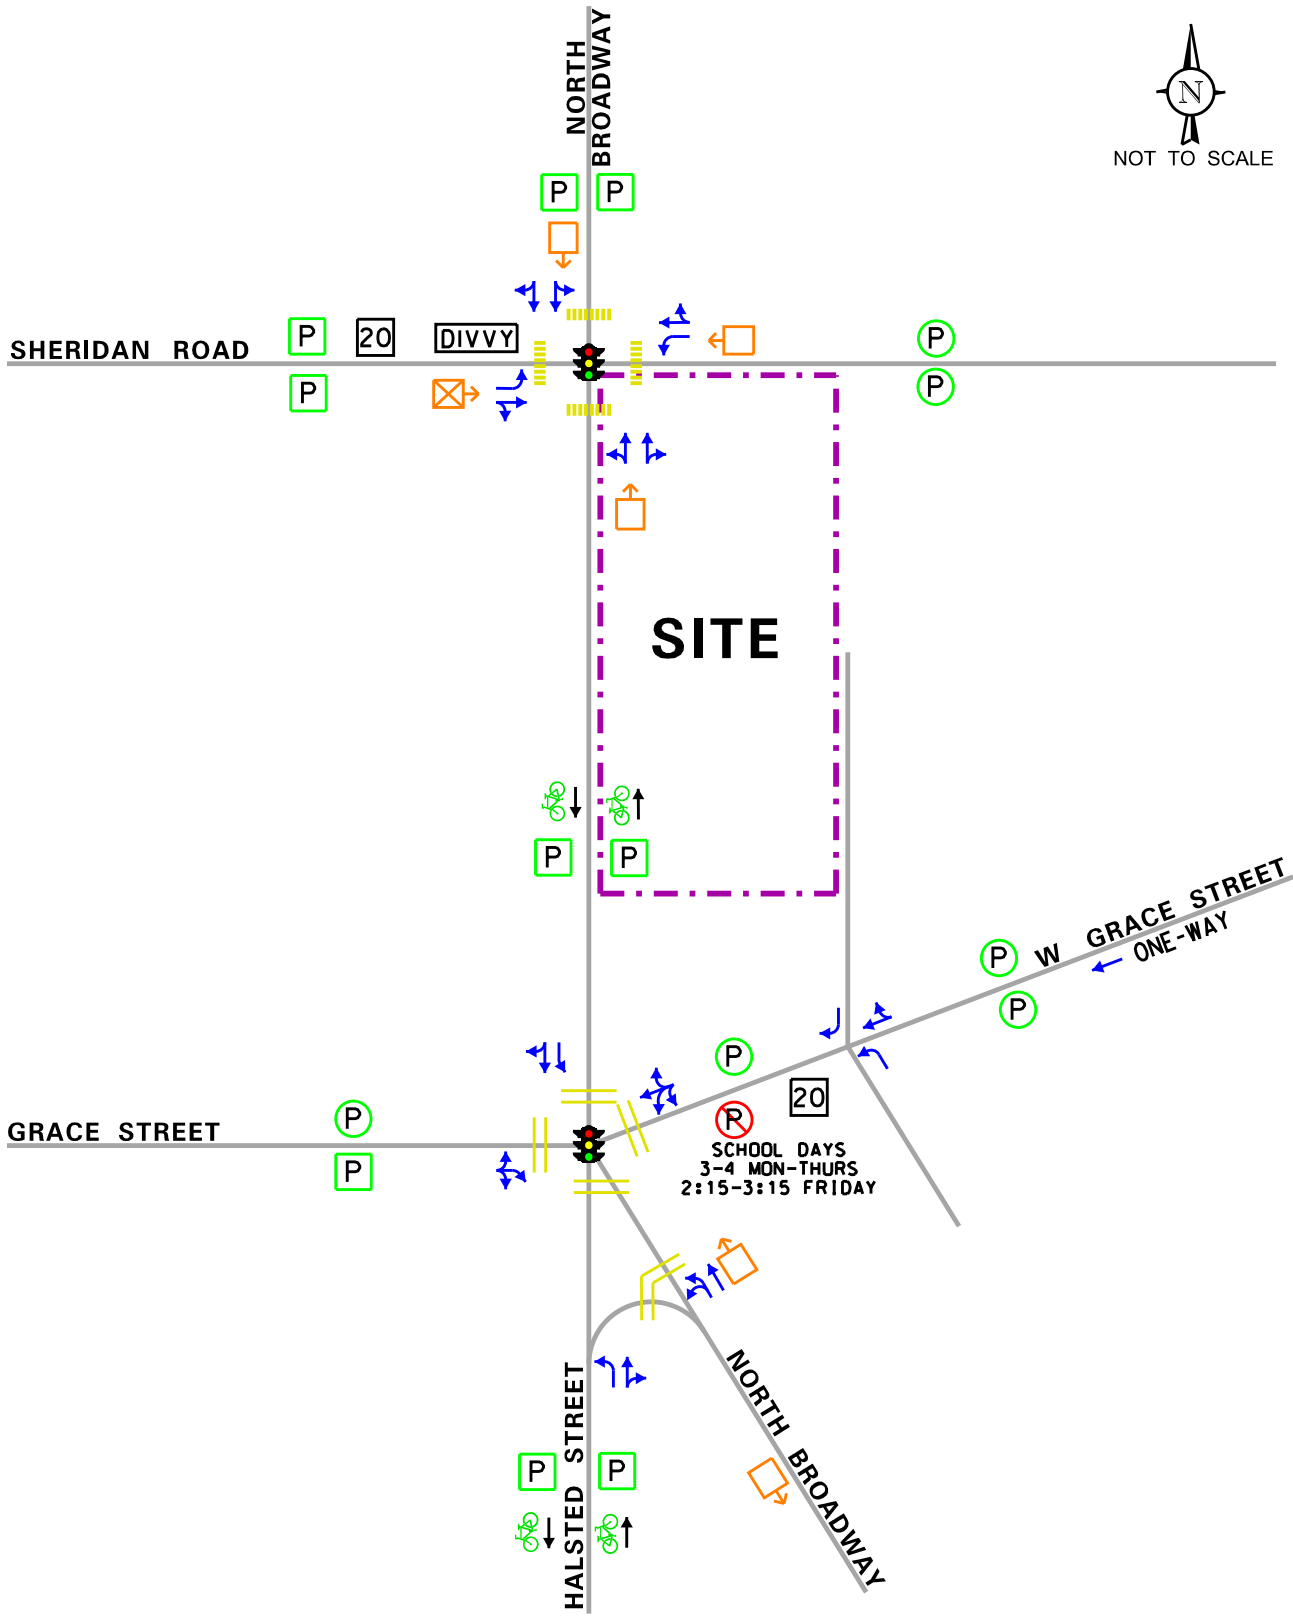 NORTH
BROADWAY
N
NOT TO SCALE
P
P
SHERIDAN ROAD
P
20
DIVVY
P
P
P
SITE
P
P
W GRACE STREET
ONE-WAY
P
P
P
20
P
SCHOOL DAYS
3-4 MON-THURS
2:15-3:15 FRIDAY
GRACE STREET
P
P
NORTH BROADWAY
HALSTED STREET
P
P